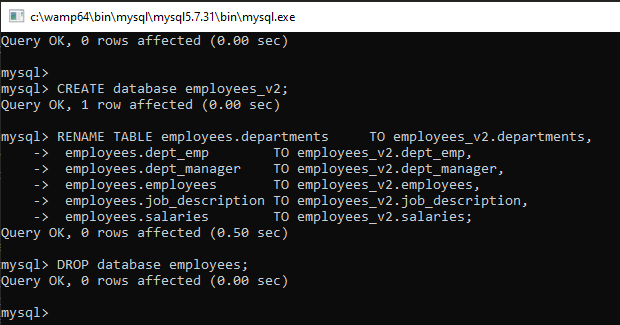 c:\wamp64\bin\mysql\mysql5.7.31\bin\mysql.exe
Query OK, 0 rows affected (0.00 sec)
mysql>
mysql> CREATE database employees_v2;
Query OK, 1 row affected (0.00 sec)
mysql> RENAME TABLE employees.departments     TO employees_v2.departments,
    ->  employees.dept_emp        TO employees_v2.dept_emp,
    ->  employees.dept_manager    TO employees_v2.dept_manager,
    ->  employees.employees       TO employees_v2.employees,
    ->  employees.job_description TO employees_v2.job_description,
    ->  employees.salaries        TO employees_v2.salaries;
Query OK, 0 rows affected (0.50 sec)
mysql> DROP database employees;
Query OK, 0 rows affected (0.00 sec)
mysql>